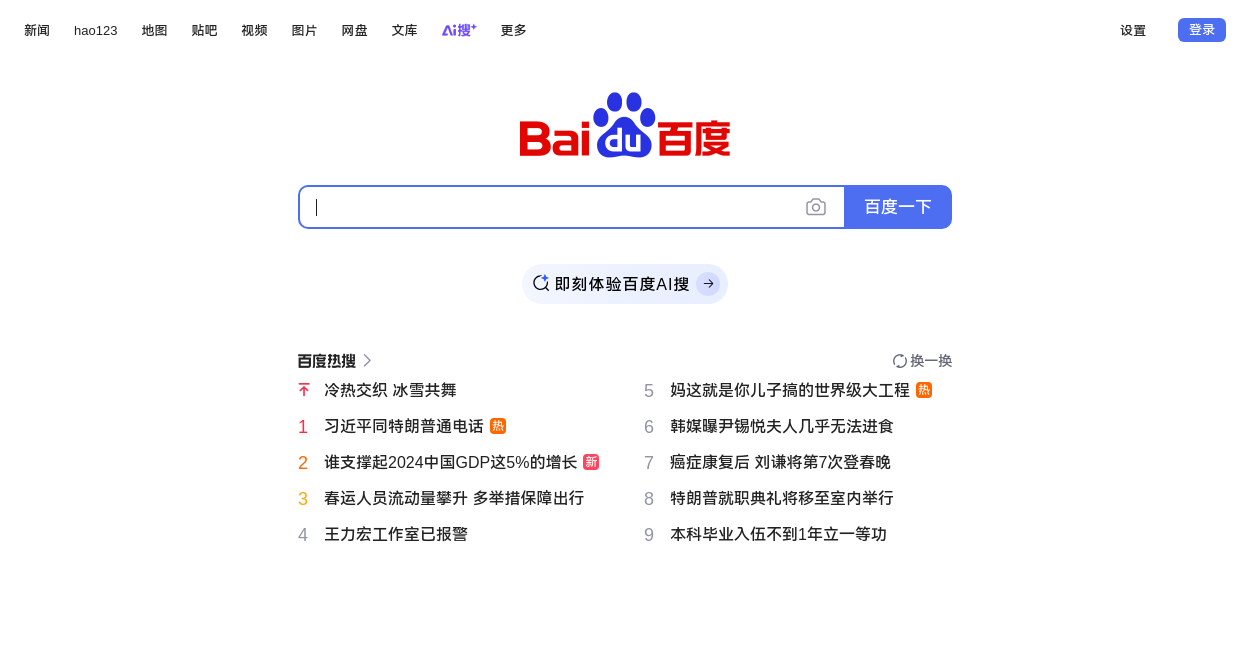 新闻 hao123 地图 贴吧 视频 图片 网盘 文库 Ai搜+ 更多 设置 登录
Baidu百度
百度一下
即刻体验百度AI搜
百度热搜 换一换
冷热交织 冰雪共舞
1 习近平同特朗普通电话 热
2 谁支撑起2024中国GDP这5%的增长 新
3 春运人员流动量攀升 多举措保障出行
4 王力宏工作室已报警
5 妈这就是你儿子搞的世界级大工程 热
6 韩媒曝尹锡悦夫人几乎无法进食
7 癌症康复后 刘谦将第7次登春晚
8 特朗普就职典礼将移至室内举行
9 本科毕业入伍不到1年立一等功